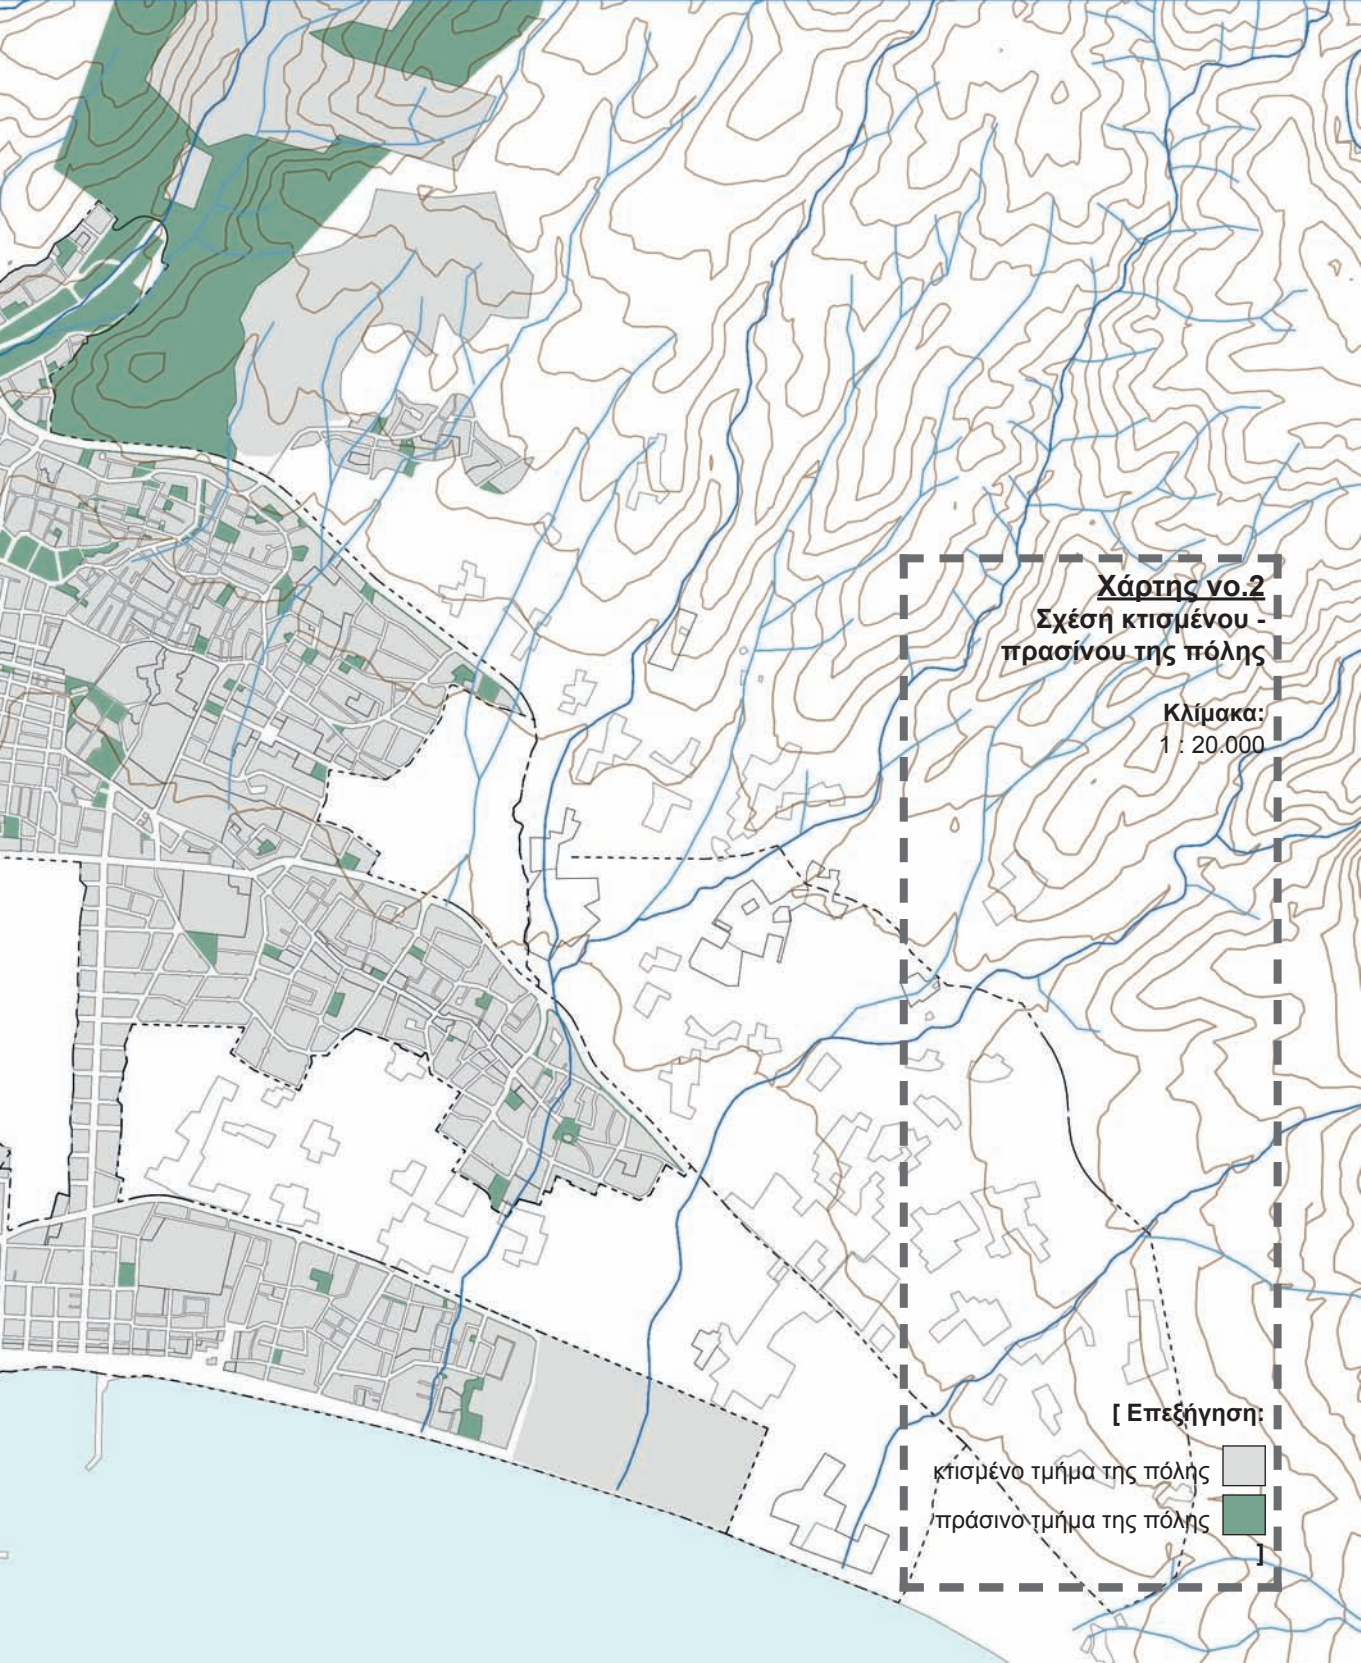 Χάρτης νο.2
Σχέση κτισμένου -
πρασίνου της πόλης
Κλίμακα:
1 : 20.000
[ Επεξήγηση:
κτισμένο τμήμα της πόλης
πράσινο τμήμα της πόλης
]